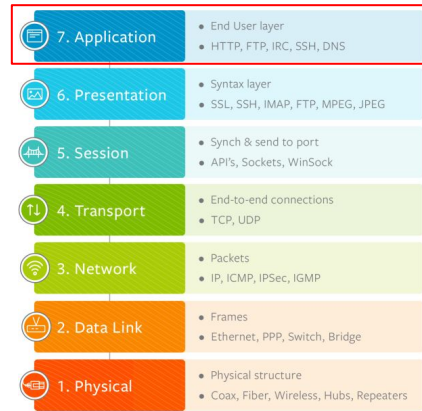 7. Application
• End User layer
• HTTP, FTP, IRC, SSH, DNS
6. Presentation
• Syntax layer
• SSL, SSH, IMAP, FTP, MPEG, JPEG
5. Session
• Synch & send to port
• API's, Sockets, WinSock
4. Transport
• End-to-end connections
• TCP, UDP
3. Network
• Packets
• IP, ICMP, IPSec, IGMP
2. Data Link
• Frames
• Ethernet, PPP, Switch, Bridge
1. Physical
• Physical structure
• Coax, Fiber, Wireless, Hubs, Repeaters